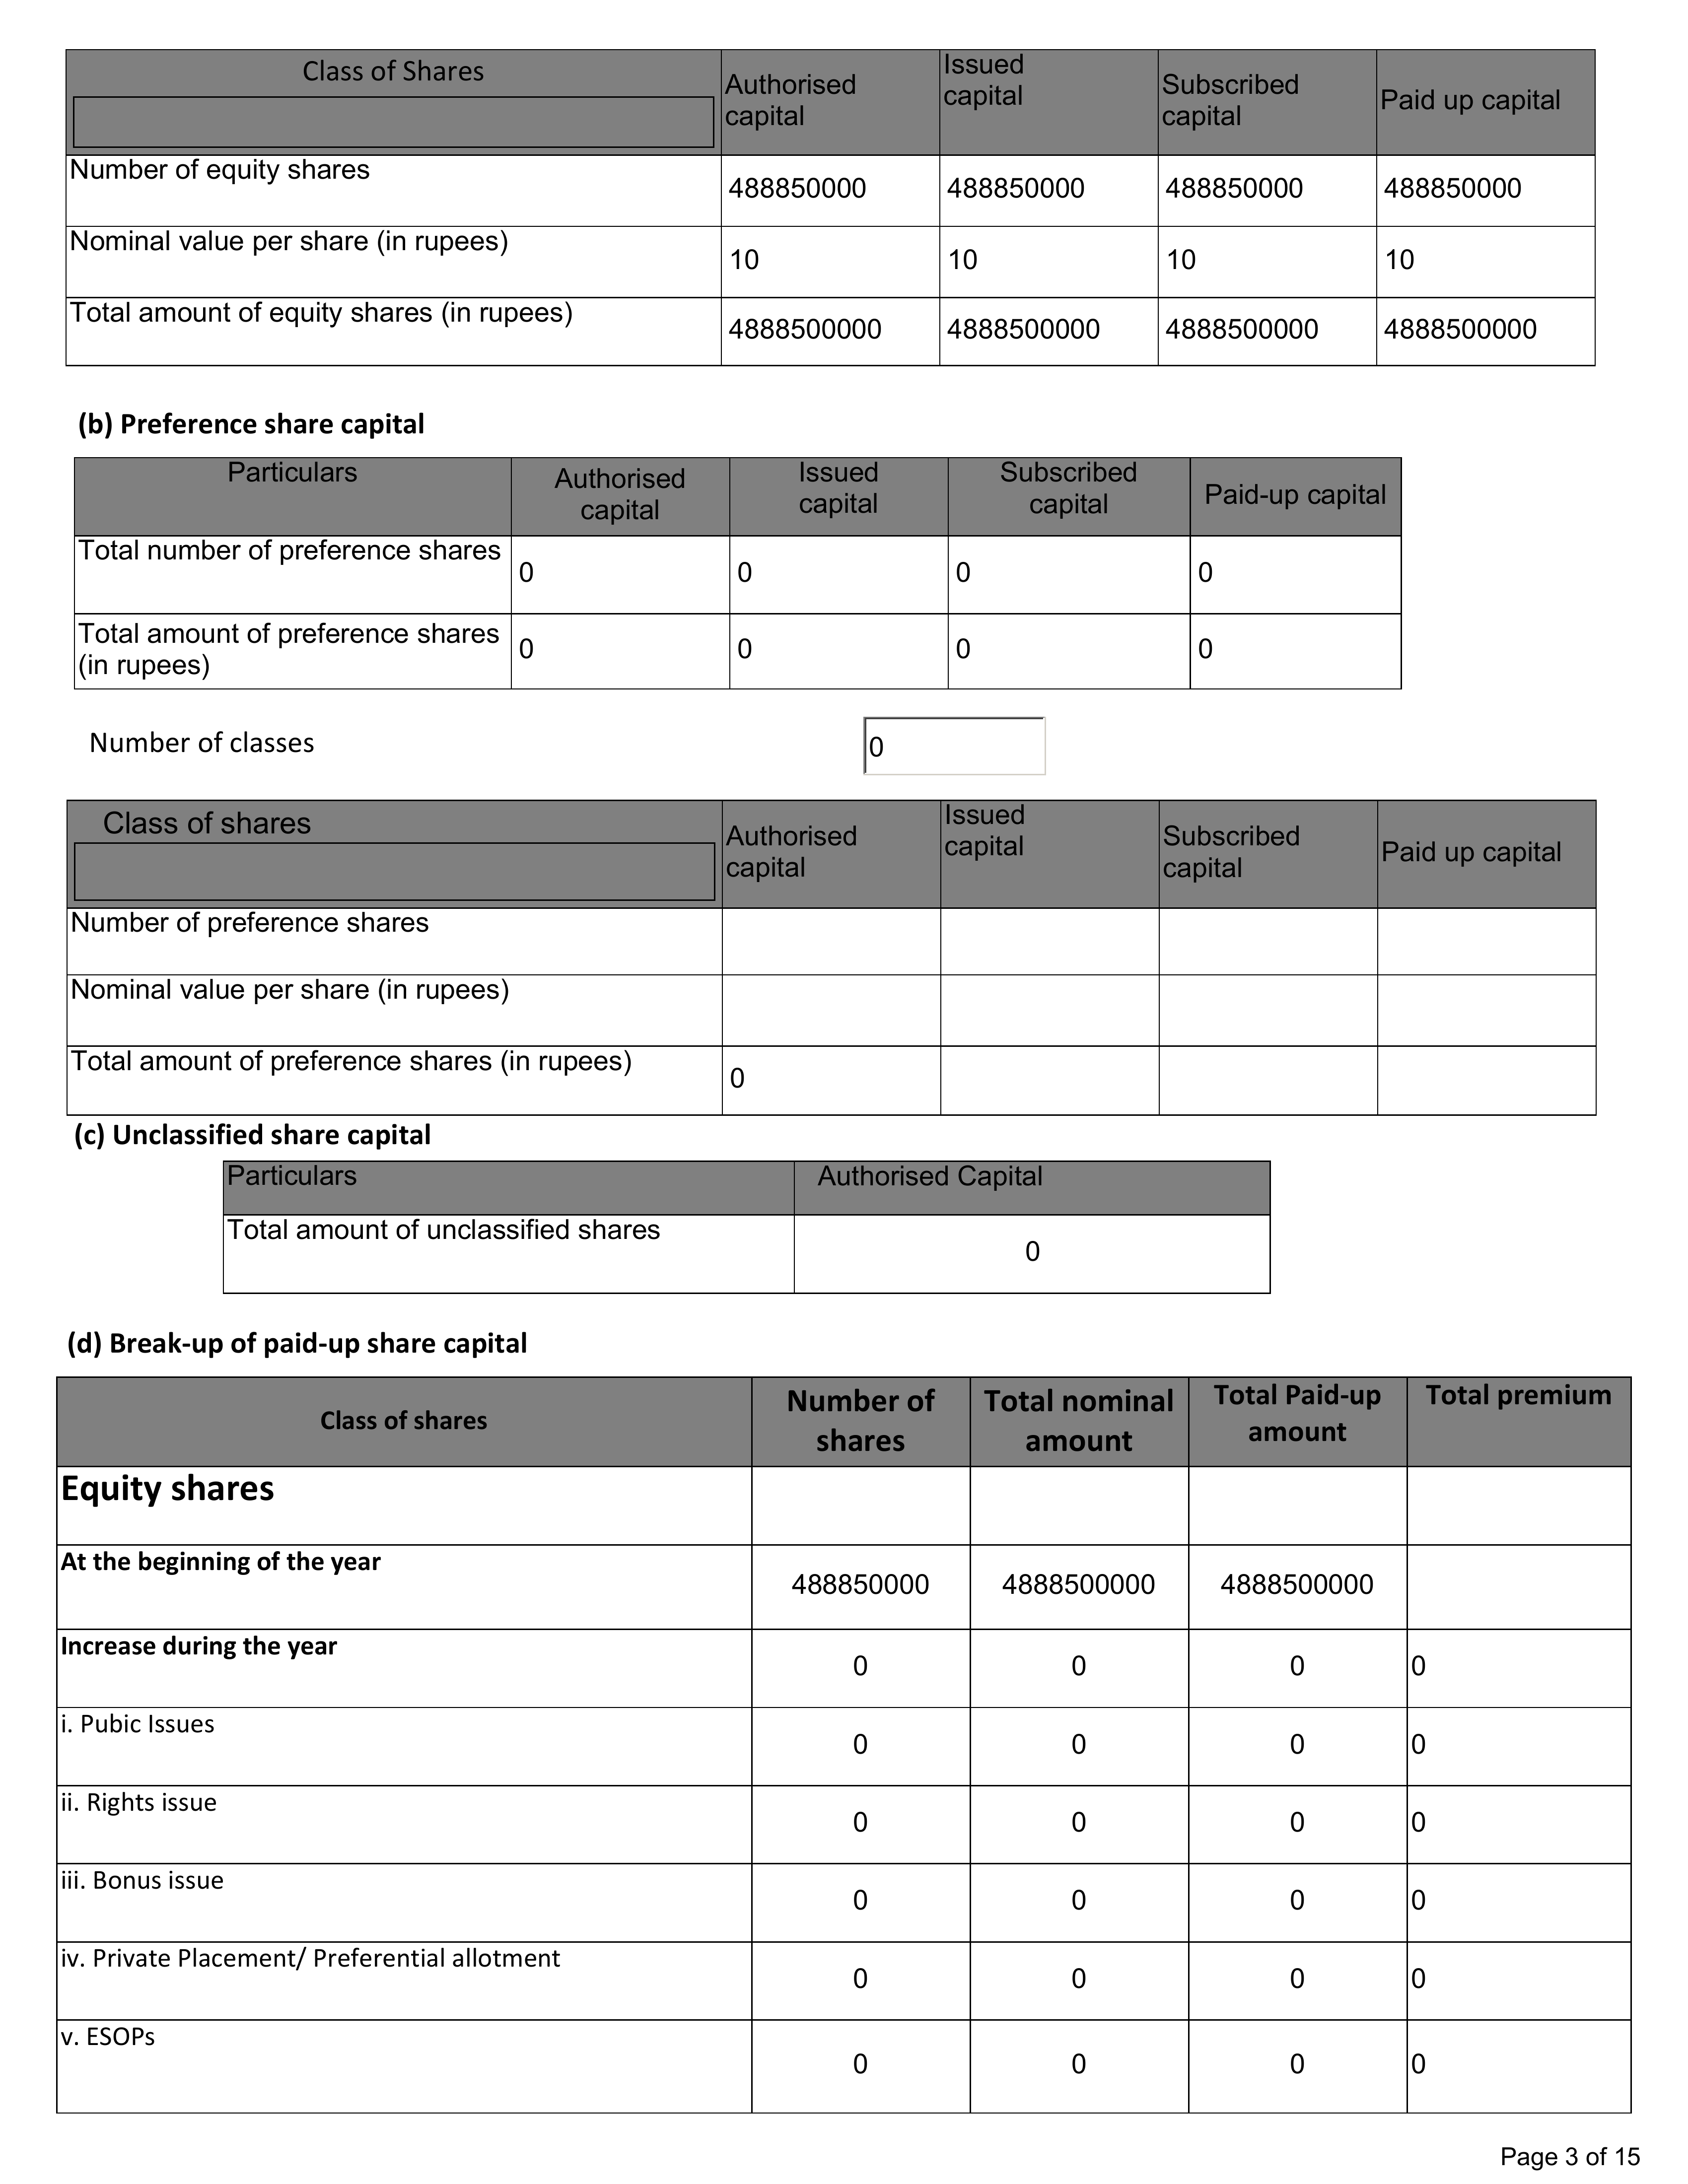 Class of Shares
Authorised capital
Issued capital
Subscribed capital
Paid up capital
Number of equity shares
488850000 488850000 488850000 488850000
Nominal value per share (in rupees)
10 10 10 10
Total amount of equity shares (in rupees)
4888500000 4888500000 4888500000 4888500000
(b) Preference share capital
Particulars
Authorised capital
Issued capital
Subscribed capital
Paid-up capital
Total number of preference shares
0 0 0 0
Total amount of preference shares
(in rupees)
0 0 0 0
Number of classes 0
Class of shares
Authorised capital
Issued capital
Subscribed capital
Paid up capital
Number of preference shares
Nominal value per share (in rupees)
Total amount of preference shares (in rupees)
0
(c) Unclassified share capital
Particulars Authorised Capital
Total amount of unclassified shares
0
(d) Break-up of paid-up share capital
Class of shares
Number of shares
Total nominal amount
Total Paid-up amount
Total premium
Equity shares
At the beginning of the year
488850000 4888500000 4888500000
Increase during the year
0 0 0 0
i. Pubic Issues
0 0 0 0
ii. Rights issue
0 0 0 0
iii. Bonus issue
0 0 0 0
iv. Private Placement/ Preferential allotment
0 0 0 0
v. ESOPs
0 0 0 0
Page 3 of 15